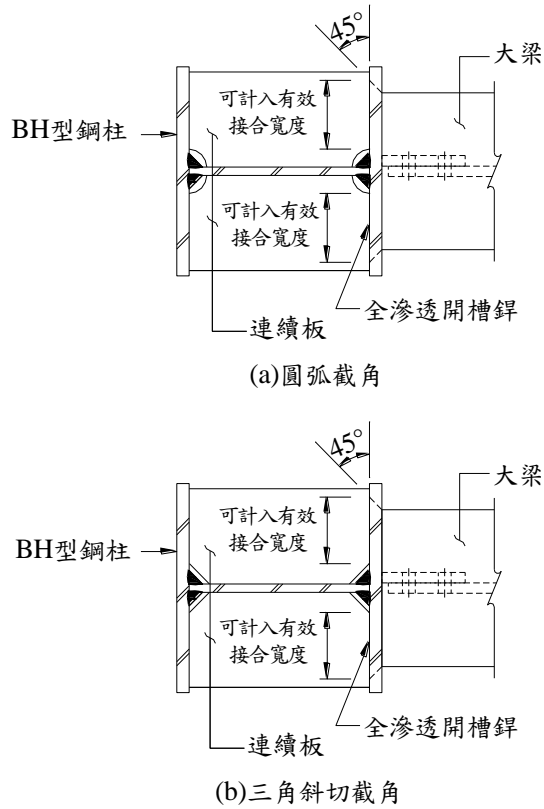 45°
大梁
可計入有效
接合寬度
BH型鋼柱
可計入有效
接合寬度
全滲透開槽銲
連續板
(a)圓弧截角
45°
大梁
可計入有效
接合寬度
BH型鋼柱
可計入有效
接合寬度
全滲透開槽銲
連續板
(b)三角斜切截角